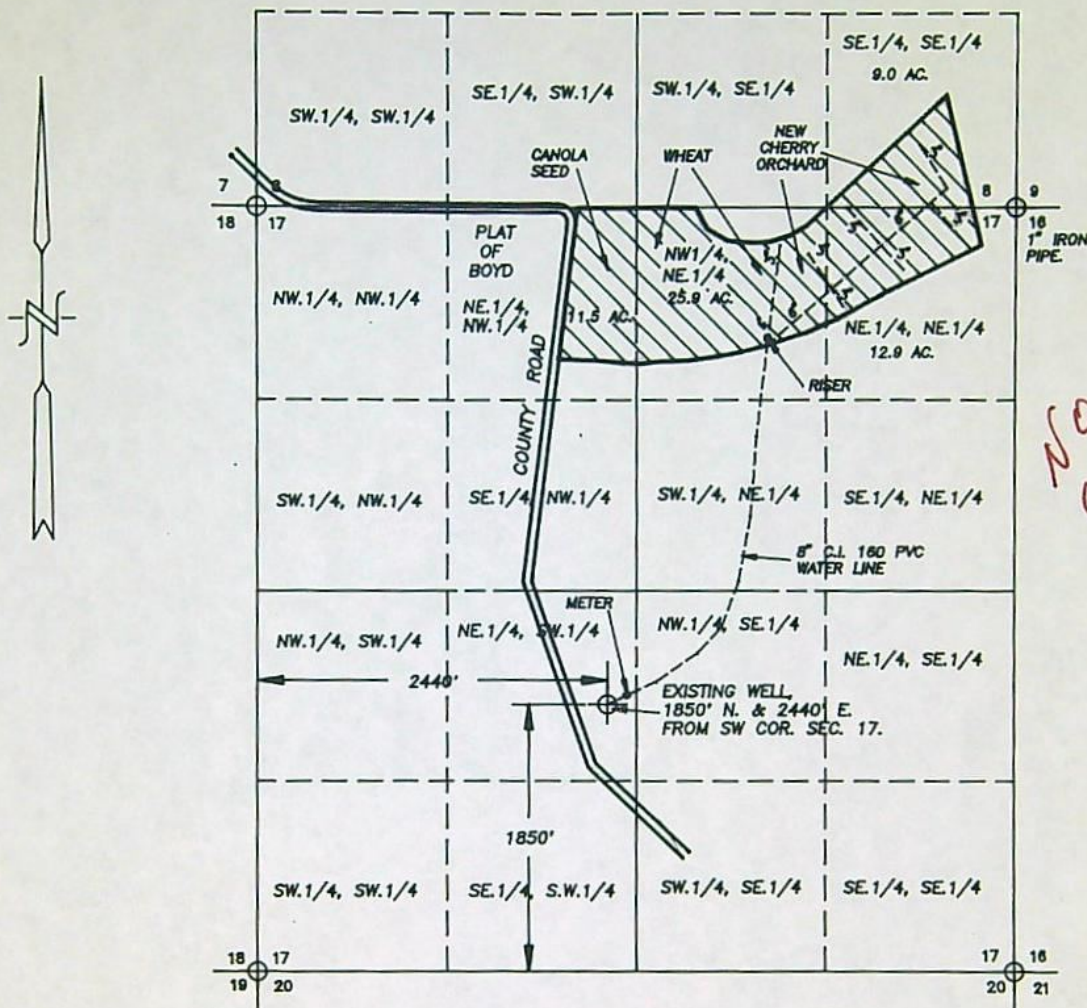 SE.1/4, SE.1/4
9.0 AC.
SW.1/4, SW.1/4
SE.1/4, SW.1/4
SW.1/4, SE.1/4
NEW
CHERRY
ORCHARD
CANOLA
SEED
WHEAT
7 8
18 17
8 9
17 16
1" IRON
PIPE.
PLAT
OF
BOYD
NW.1/4, NW.1/4
NE.1/4,
NW.1/4
11.5 AC.
NW1/4,
NE.1/4
25.9 AC.
NE.1/4, NE.1/4
12.9 AC.
RISER
COUNTY ROAD
SW.1/4, NW.1/4
SE.1/4, NW.1/4
SW.1/4, NE.1/4
SE.1/4, NE.1/4
8" C.I. 160 PVC
WATER LINE
METER
NW.1/4, SW.1/4
NE.1/4, SW.1/4
NW.1/4, SE.1/4
NE.1/4, SE.1/4
2440'
EXISTING WELL,
1850' N. & 2440' E.
FROM SW COR. SEC. 17.
1850'
SW.1/4, SW.1/4
SE.1/4, S.W.1/4
SW.1/4, SE.1/4
SE.1/4, SE.1/4
18 17
19 20
17 16
20 21